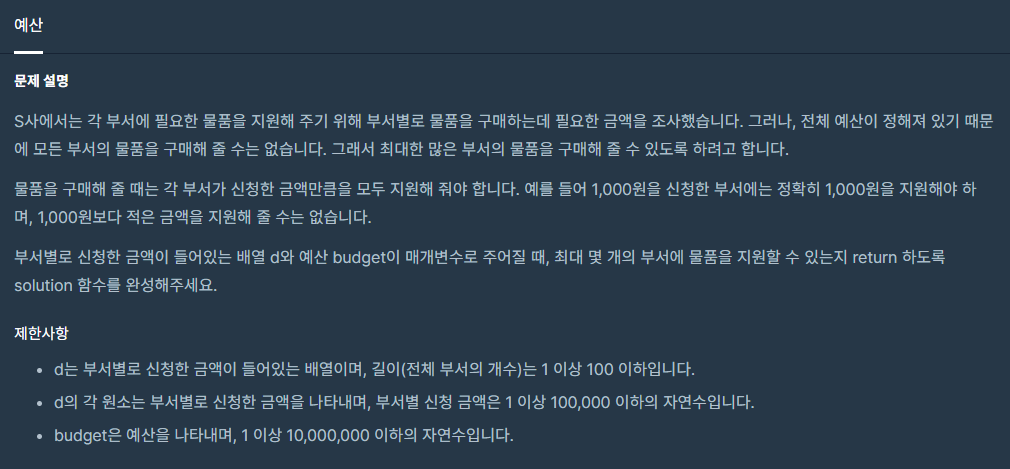 예산
문제 설명
S사에서는 각 부서에 필요한 물품을 지원해 주기 위해 부서별로 물품을 구매하는데 필요한 금액을 조사했습니다. 그러나, 전체 예산이 정해져 있기 때문
에 모든 부서의 물품을 구매해 줄 수는 없습니다. 그래서 최대한 많은 부서의 물품을 구매해 줄 수 있도록 하려고 합니다.
물품을 구매해 줄 때는 각 부서가 신청한 금액만큼을 모두 지원해 줘야 합니다. 예를 들어 1,000원을 신청한 부서에는 정확히 1,000원을 지원해야 하
며, 1,000원보다 적은 금액을 지원해 줄 수는 없습니다.
부서별로 신청한 금액이 들어있는 배열 d와 예산 budget이 매개변수로 주어질 때, 최대 몇 개의 부서에 물품을 지원할 수 있는지 return 하도록
solution 함수를 완성해주세요.
제한사항
• d는 부서별로 신청한 금액이 들어있는 배열이며, 길이(전체 부서의 개수)는 1 이상 100 이하입니다.
• d의 각 원소는 부서별로 신청한 금액을 나타내며, 부서별 신청 금액은 1 이상 100,000 이하의 자연수입니다.
• budget은 예산을 나타내며, 1 이상 10,000,000 이하의 자연수입니다.